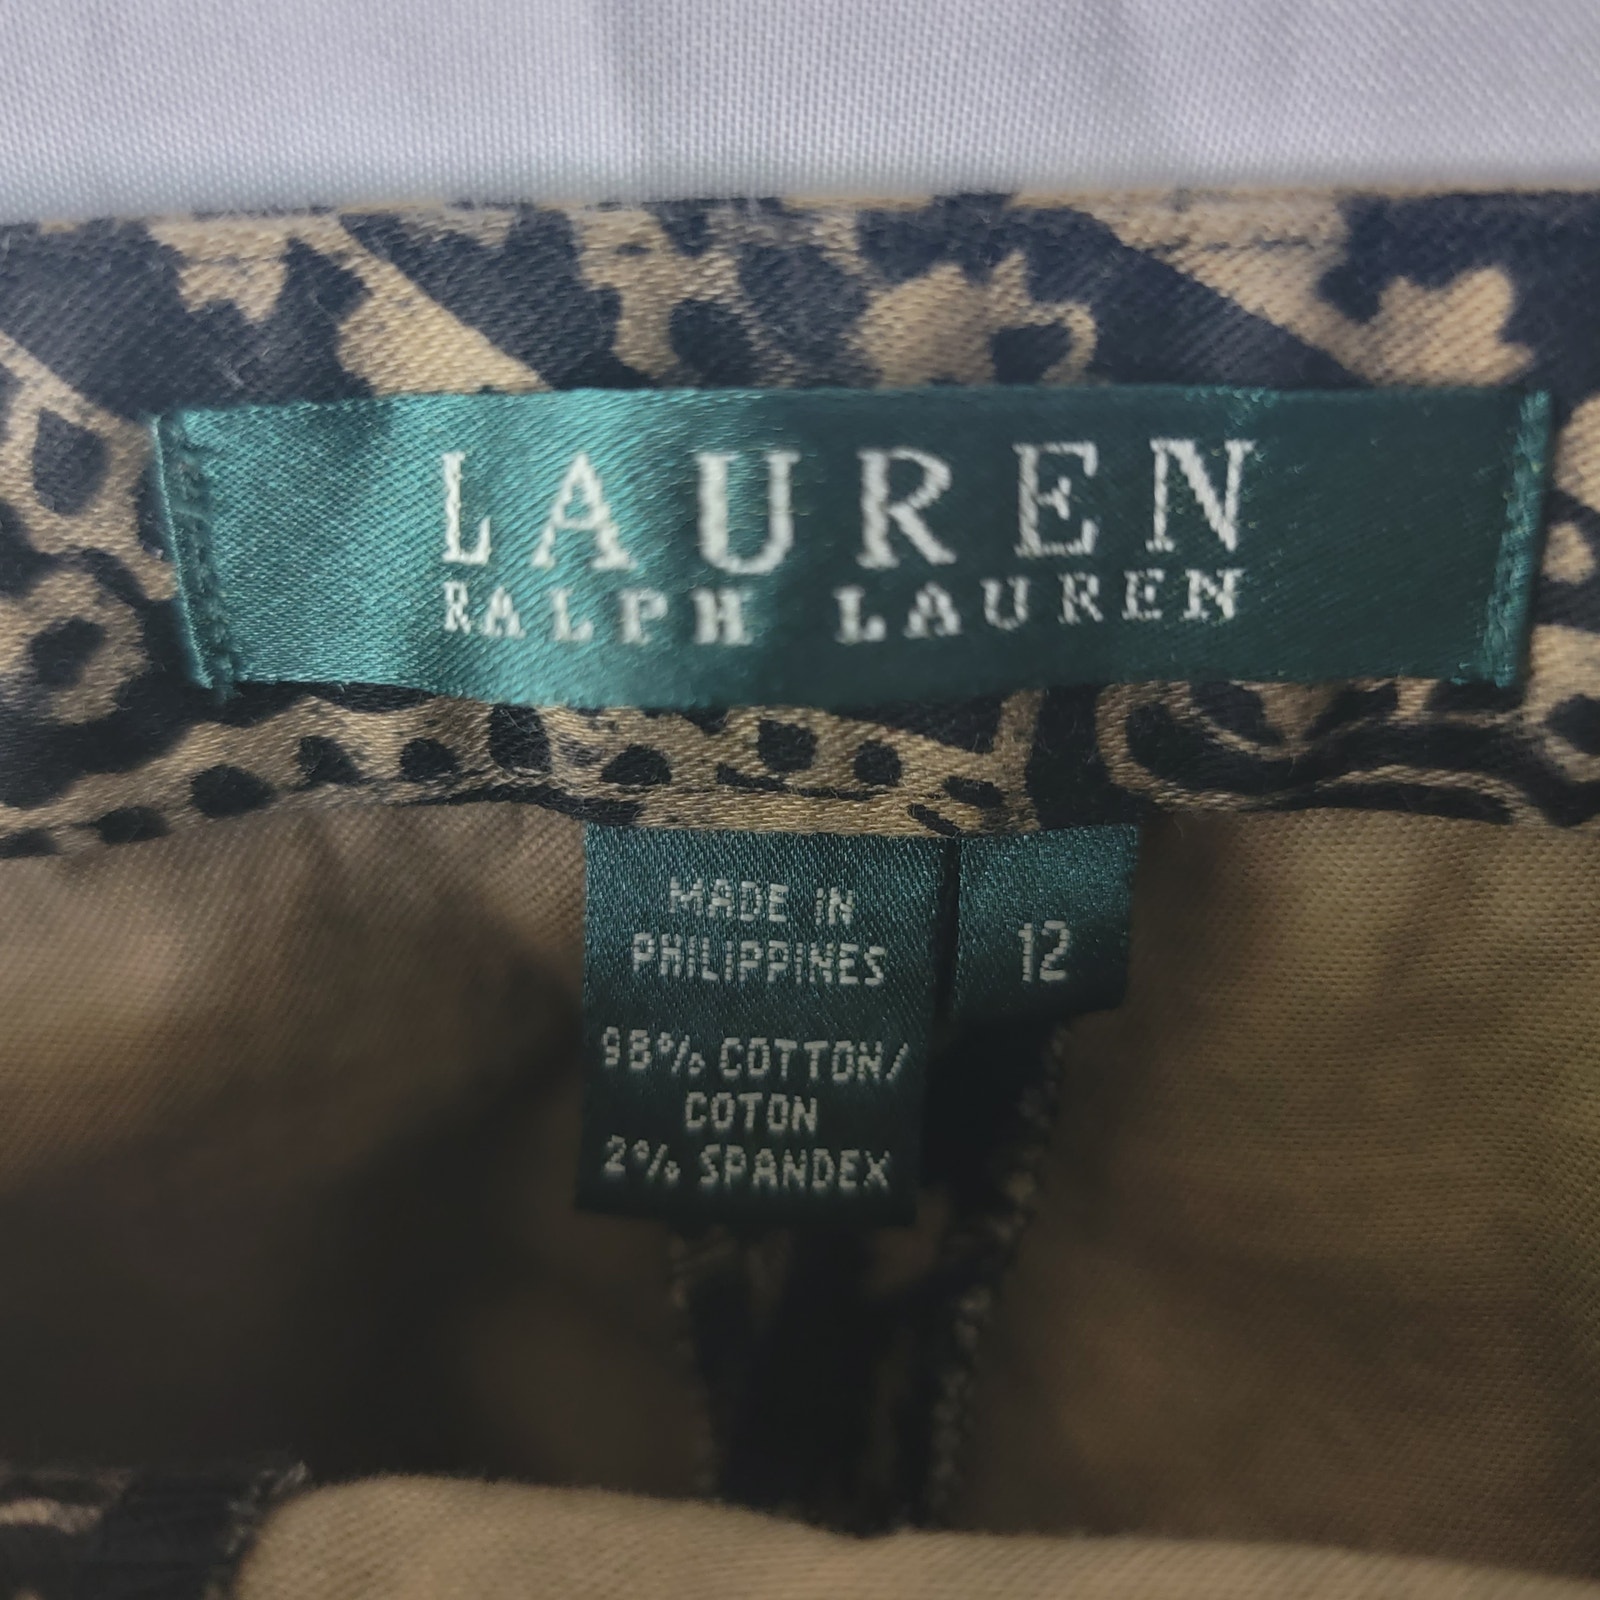 LAUREN
RALPH LAUREN
MADE IN
PHILIPPINES
98% COTTON/
COTON
2% SPANDEX
12